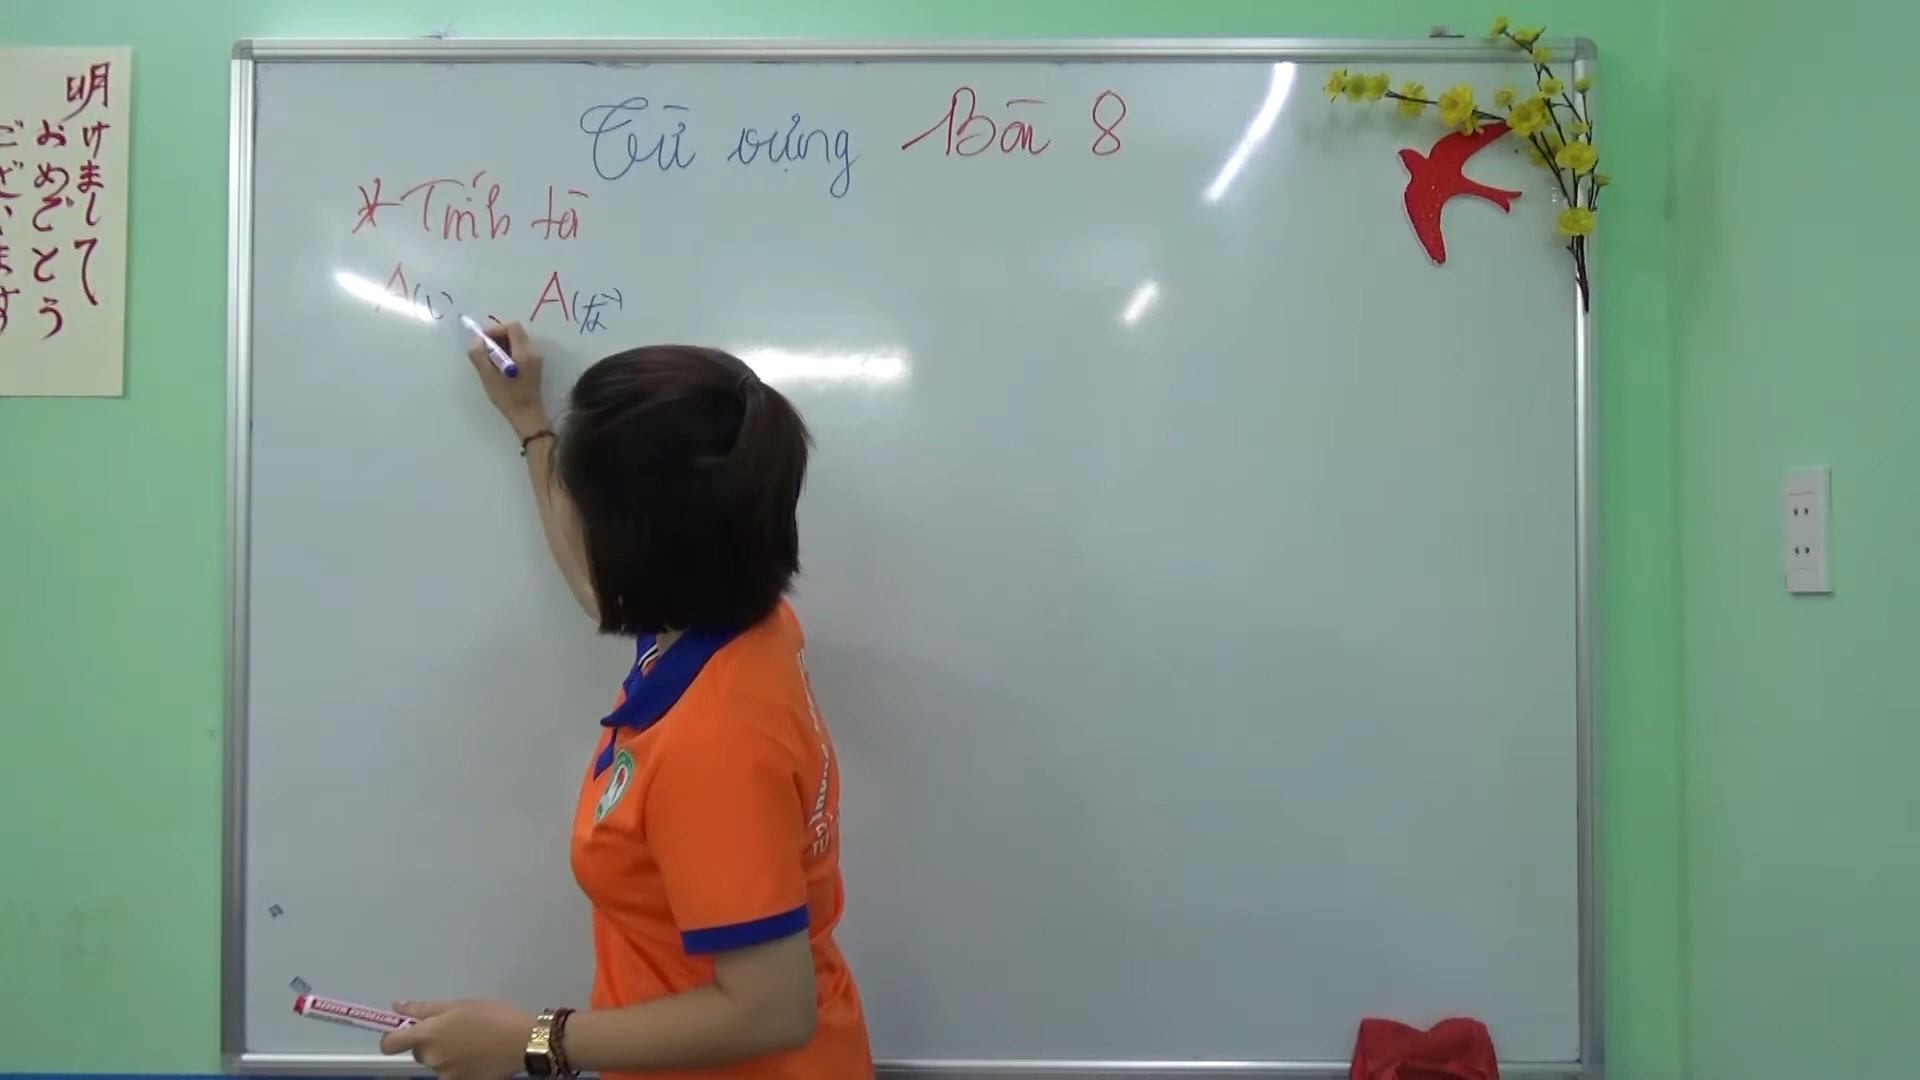 Từ vựng Bài 8
* Tính từ
A(い) 、 A(な)
明けまして
おめでとう
ございます